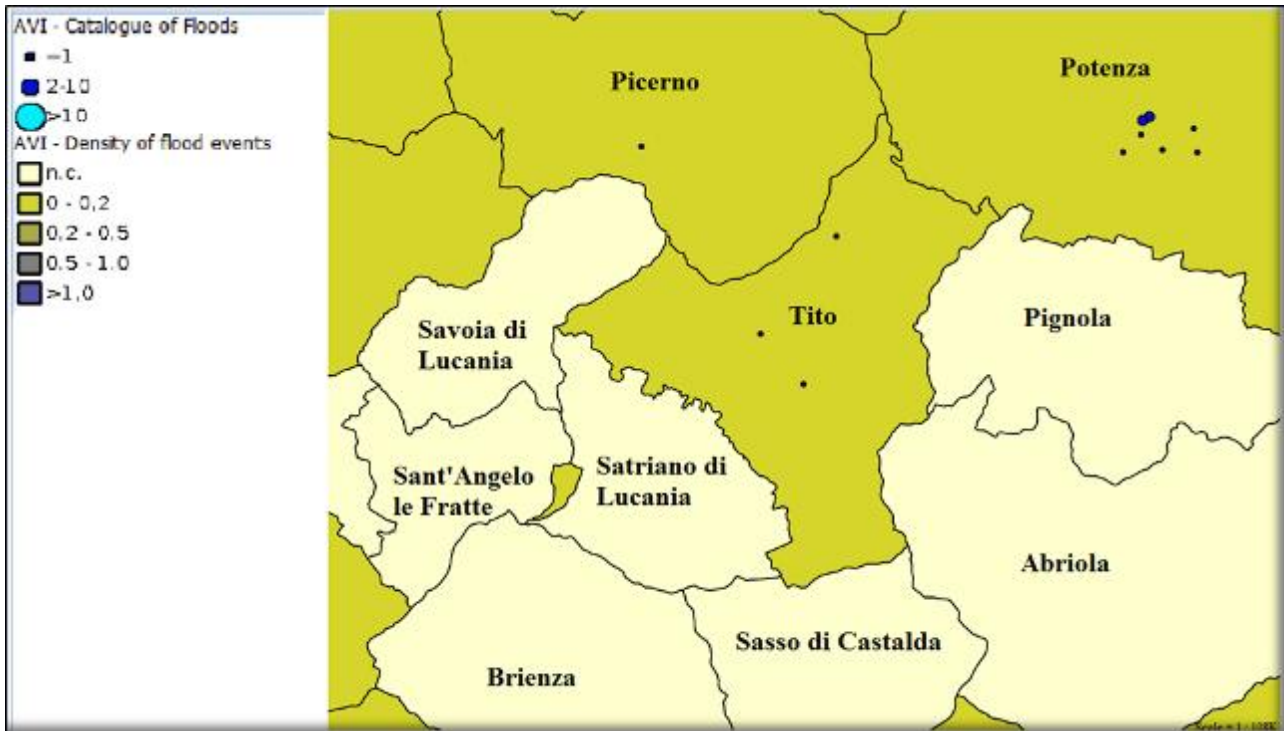 AVI - Catalogue of Floods
-1
2-10
>10
AVI - Density of flood events
n.c.
0 - 0,2
0,2 - 0.5
0.5 - 1.0
>1,0
Picerno
Potenza
Tito
Pignola
Savoia di
Lucania
Sant'Angelo
le Fratte
Satriano di
Lucania
Abriola
Sasso di Castalda
Brienza